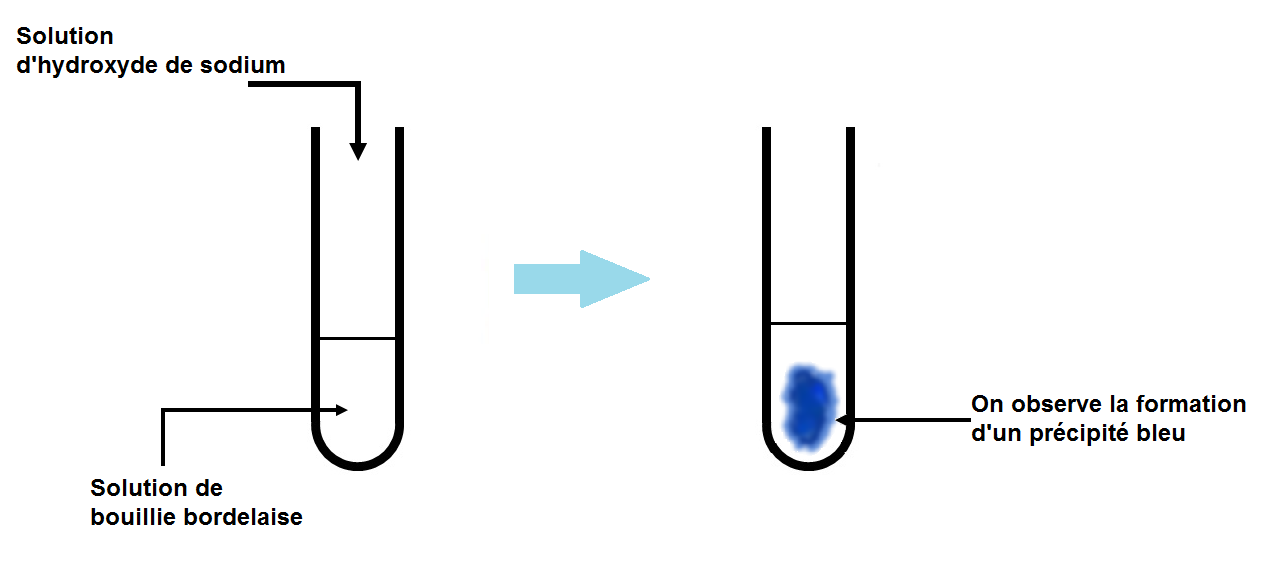 Solution
d'hydroxyde de sodium
Solution de
bouillie bordelaise
On observe la formation
d'un précipité bleu